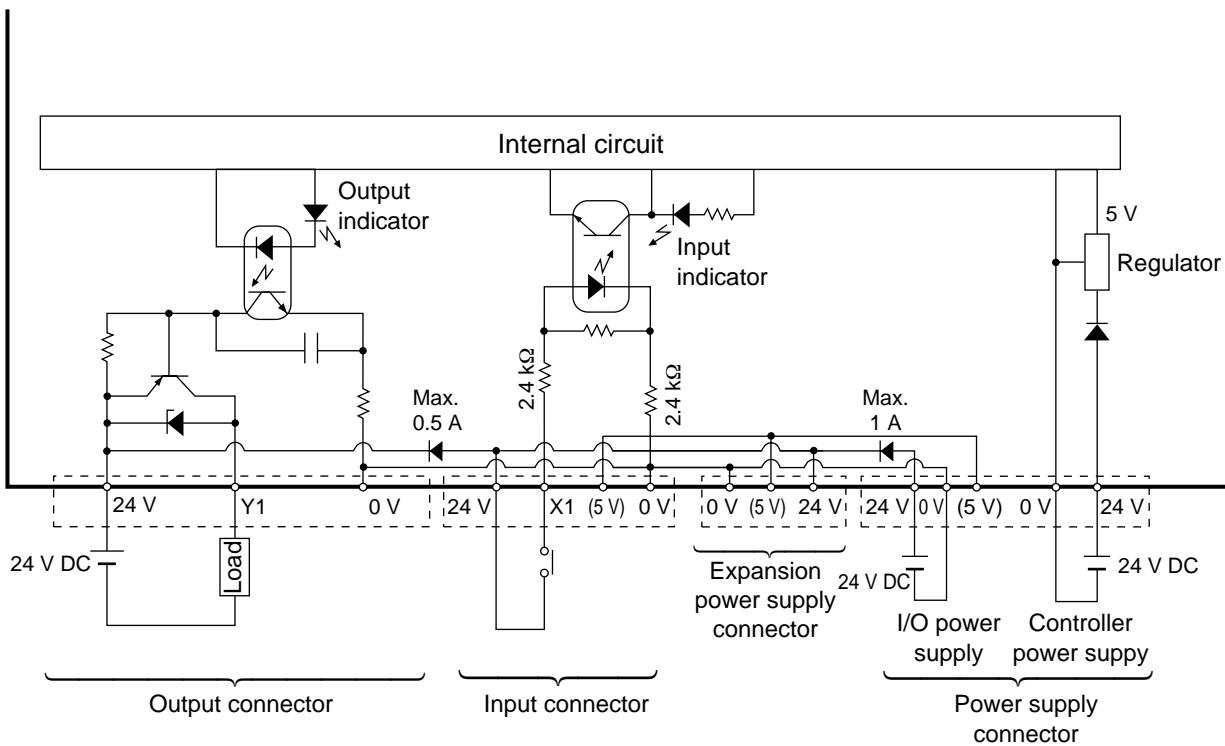 Internal circuit
Output
indicator
Input
indicator
5 V
Regulator
2.4 kΩ
2.4 kΩ
Max.
0.5 A
Max.
1 A
24 V
Y1
0 V
24 V
X1
(5 V)
0 V
0 V
(5 V)
24 V
24 V
0 V
(5 V)
0 V
24 V
24 V DC
Load
24 V DC
24 V DC
Expansion
power supply
connector
I/O power
supply
Controller
power suppy
Output connector
Input connector
Power supply
connector